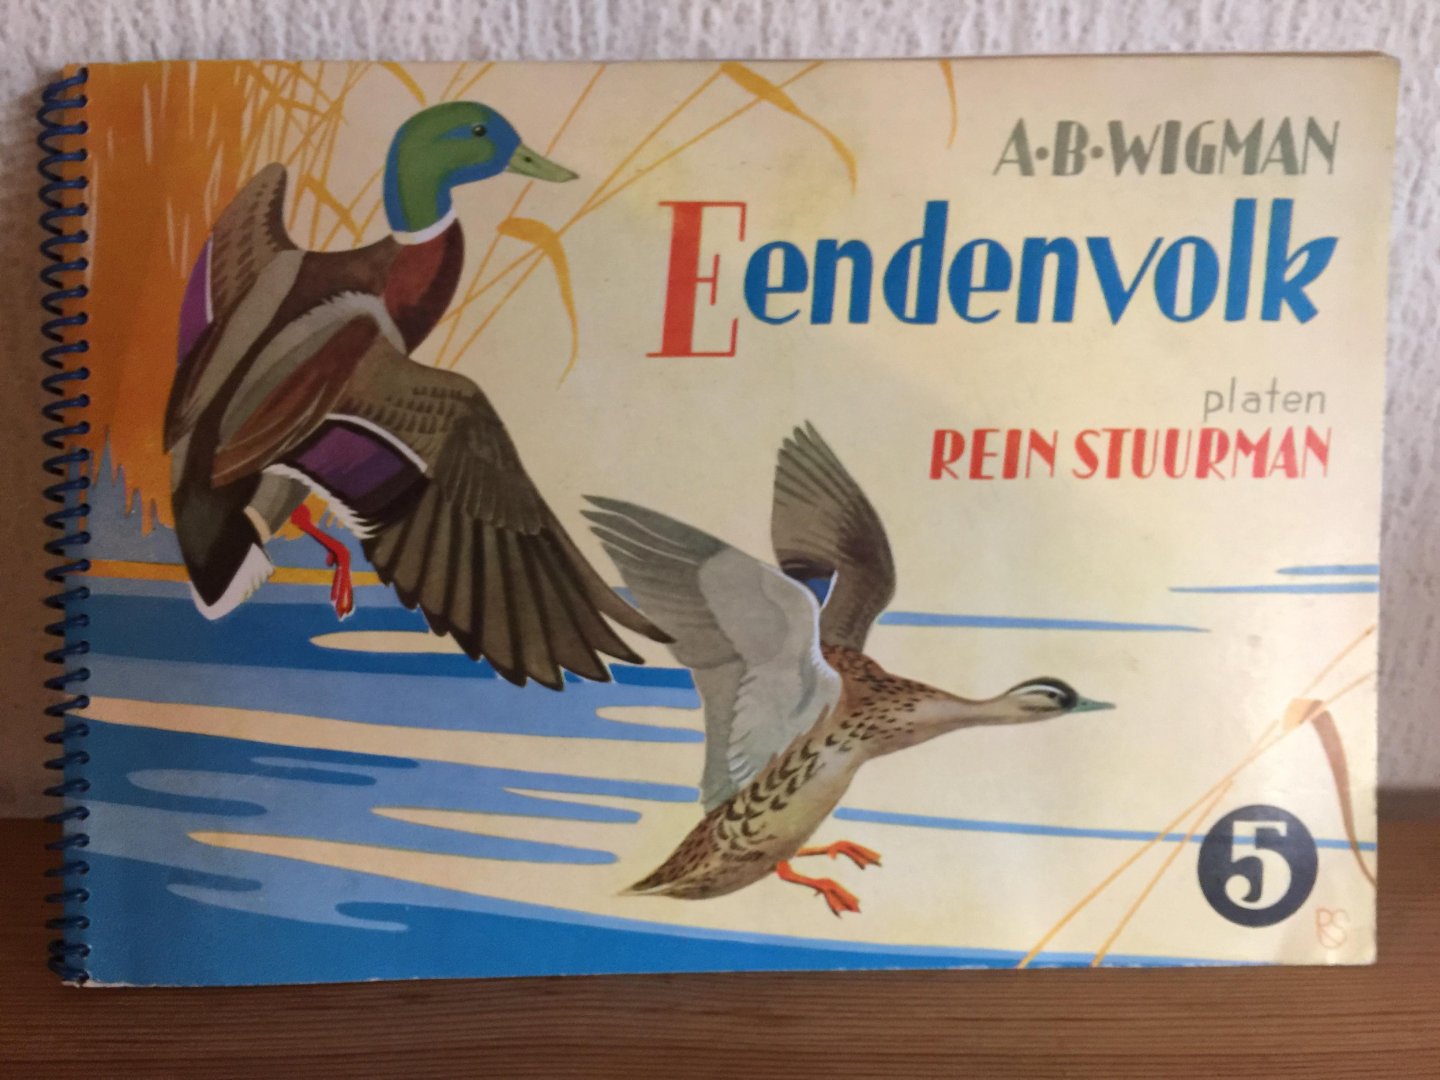 A·B·WIGMAN
Eendenvolk
platen
REIN STUURMAN
5
RS